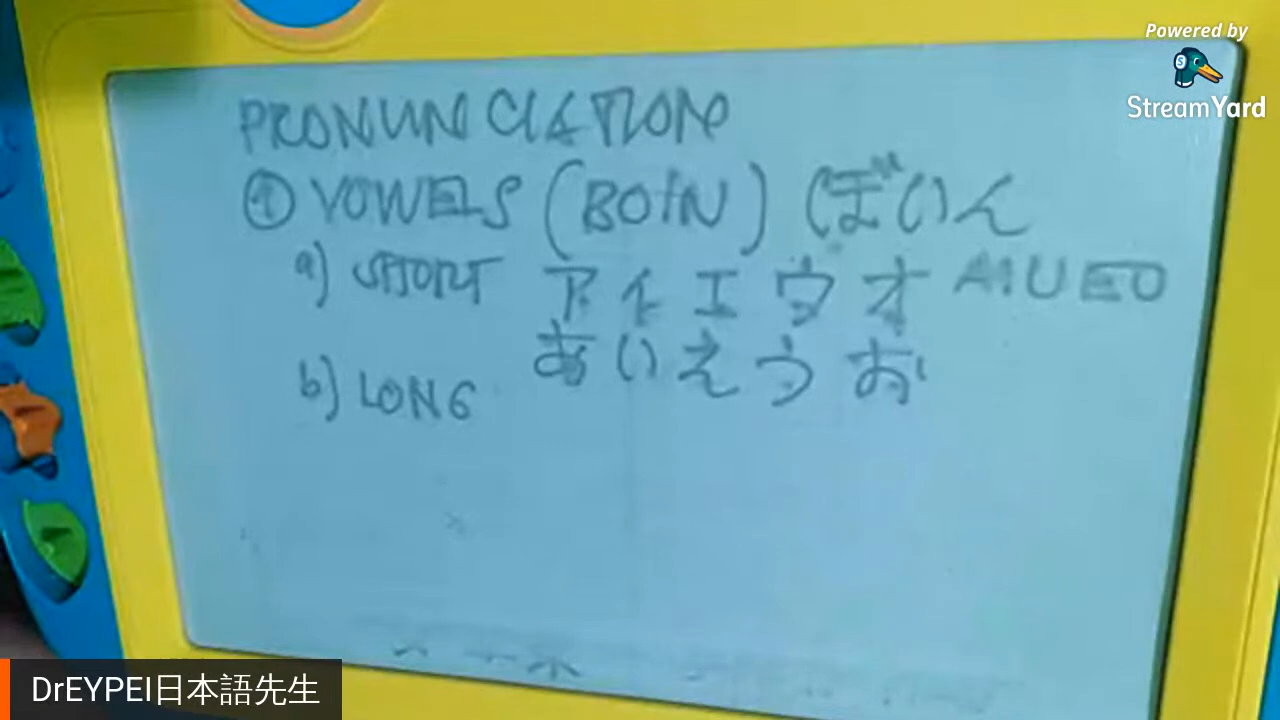 Powered by
StreamYard
PRONUNCIATION
① VOWELS (BOIN) ぼいん
a) SHORT アイエウオ AIUEO
あいえうお
b) LONG
DrEYPEI日本語先生